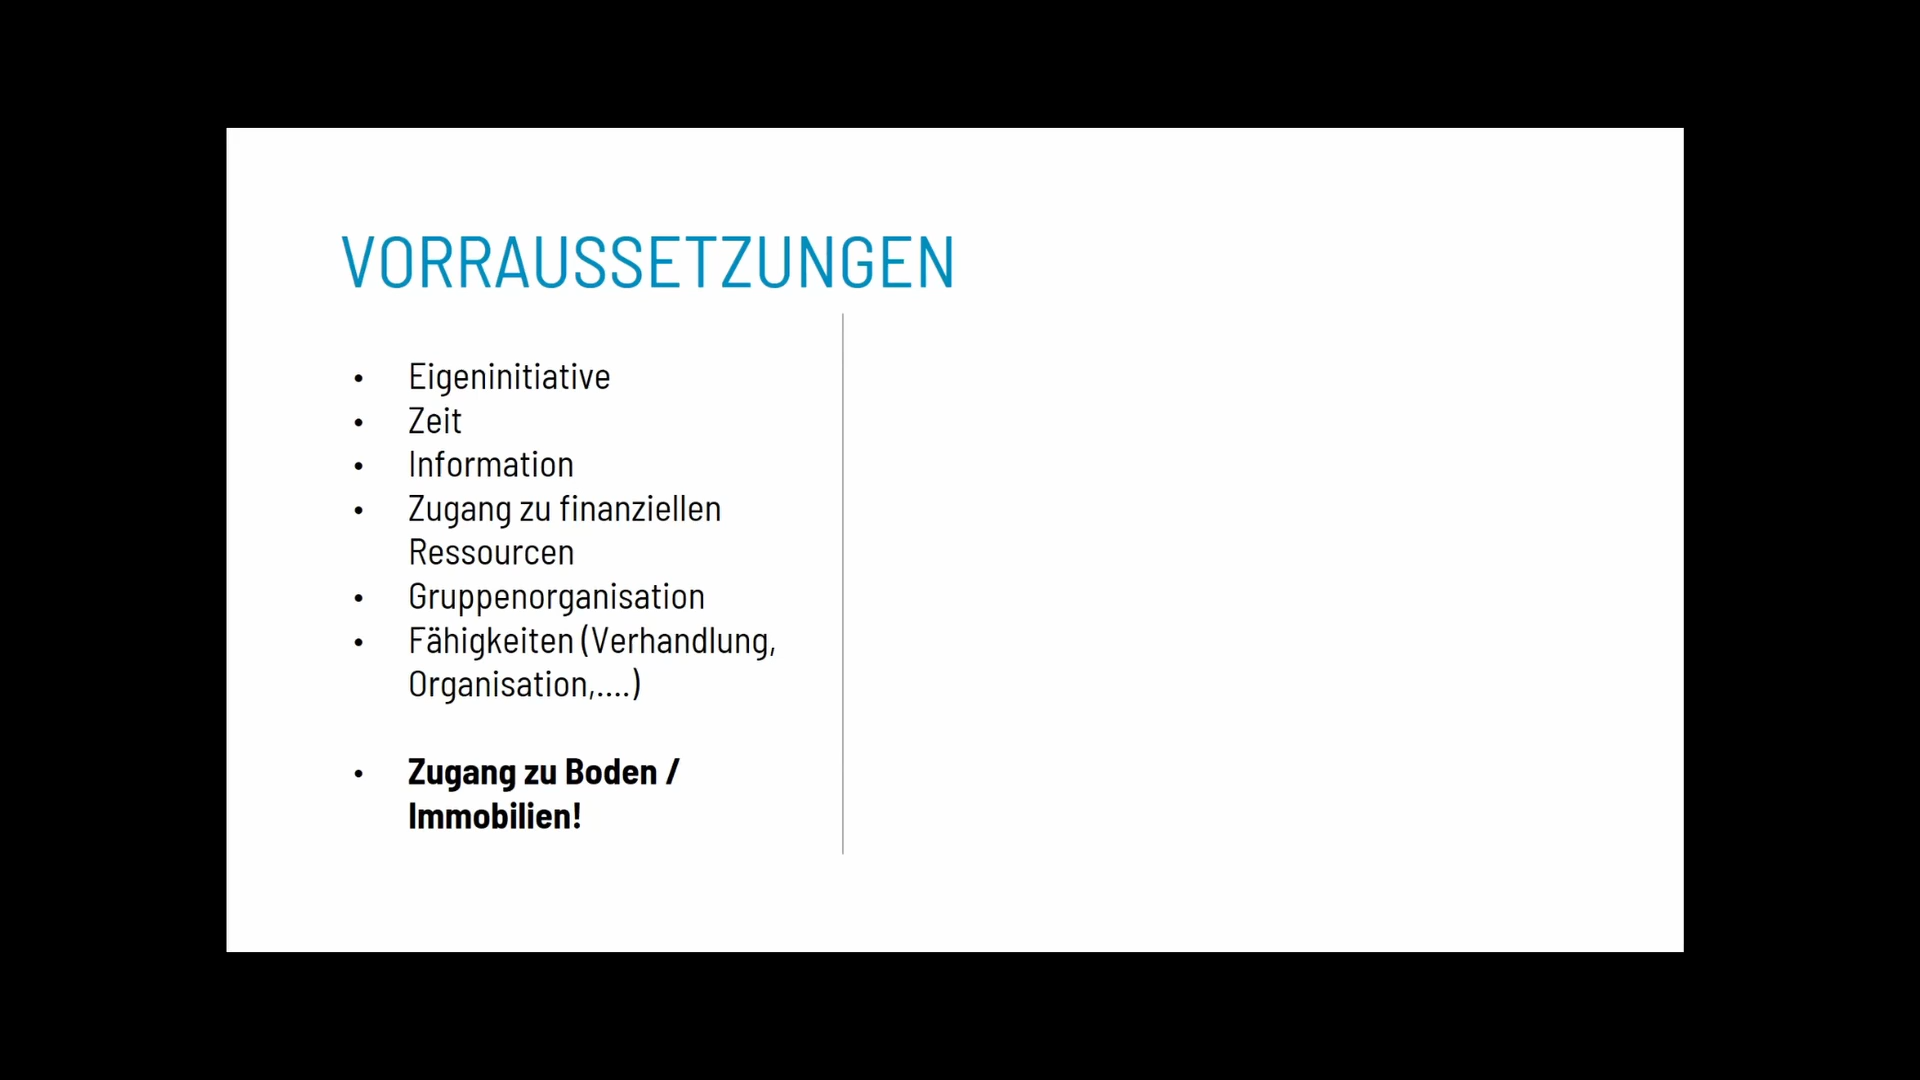 VORRAUSSETZUNGEN
• Eigeninitiative
• Zeit
• Information
• Zugang zu finanziellen
Ressourcen
• Gruppenorganisation
• Fähigkeiten (Verhandlung,
Organisation,....)
• Zugang zu Boden /
Immobilien!